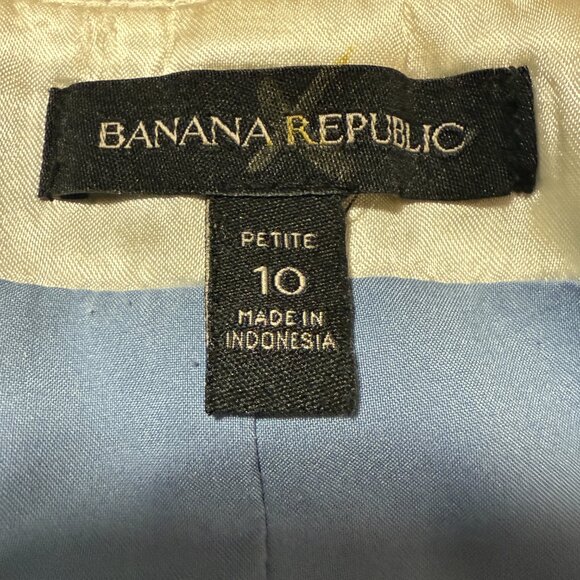 BANANA REPUBLIC
PETITE
10
MADE IN
INDONESIA